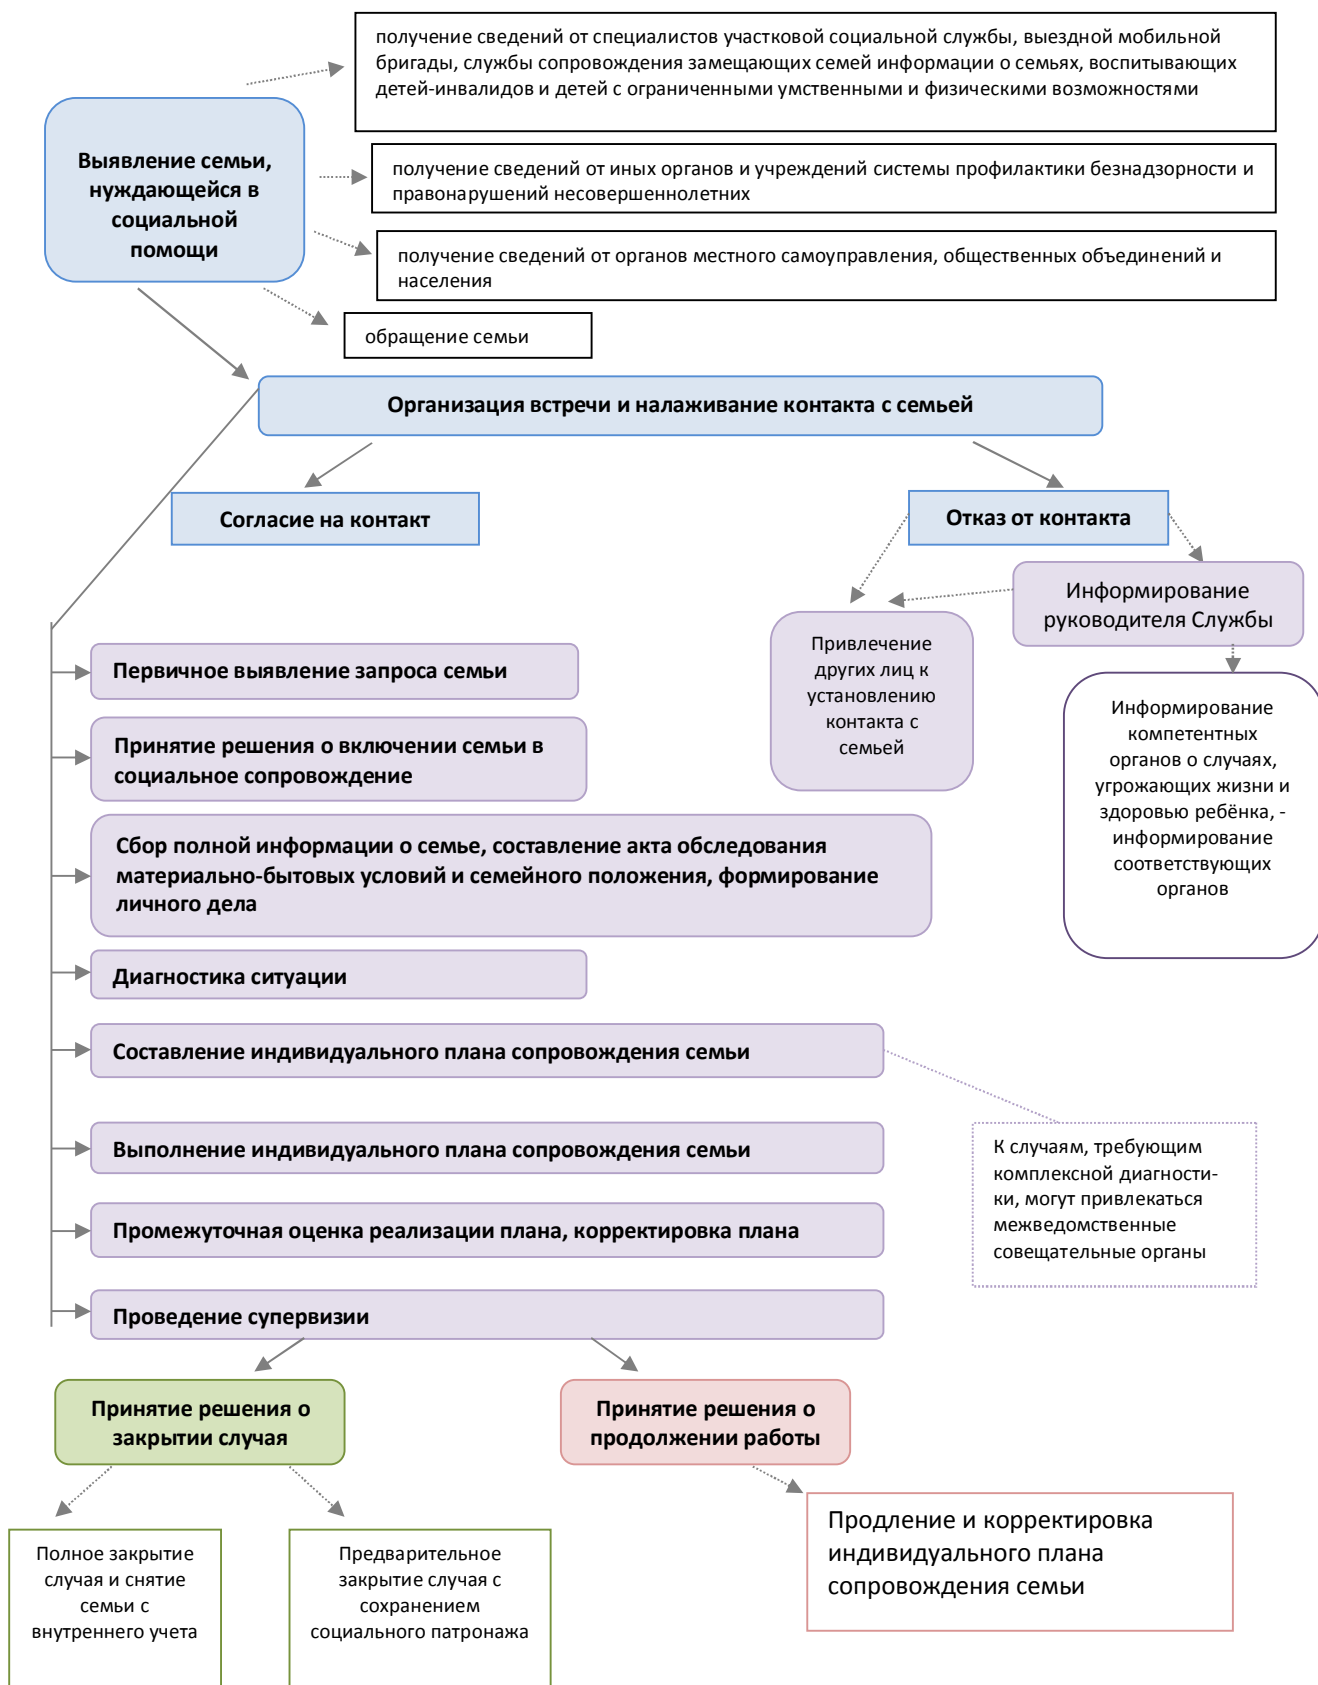 получение сведений от специалистов участковой социальной службы, выездной мобильной
бригады, службы сопровождения замещающих семей информации о семьях, воспитывающих
детей-инвалидов и детей с ограниченными умственными и физическими возможностями
Выявление семьи,
нуждающейся в
социальной
помощи
получение сведений от иных органов и учреждений системы профилактики безнадзорности и
правонарушений несовершеннолетних
получение сведений от органов местного самоуправления, общественных объединений и
населения
обращение семьи
Организация встречи и налаживание контакта с семьей
Согласие на контакт
Отказ от контакта
Информирование
руководителя Службы
Привлечение
других лиц к
установлению
контакта с
семьей
Информирование
компетентных
органов о случаях,
угрожающих жизни и
здоровью ребёнка, -
информирование
соответствующих
органов
Первичное выявление запроса семьи
Принятие решения о включении семьи в
социальное сопровождение
Сбор полной информации о семье, составление акта обследования
материально-бытовых условий и семейного положения, формирование
личного дела
Диагностика ситуации
Составление индивидуального плана сопровождения семьи
Выполнение индивидуального плана сопровождения семьи
К случаям, требующим
комплексной диагности-
ки, могут привлекаться
межведомственные
совещательные органы
Промежуточная оценка реализации плана, корректировка плана
Проведение супервизии
Принятие решения о
закрытии случая
Принятие решения о
продолжении работы
Полное закрытие
случая и снятие
семьи с
внутреннего учета
Предварительное
закрытие случая с
сохранением
социального патронажа
Продление и корректировка
индивидуального плана
сопровождения семьи